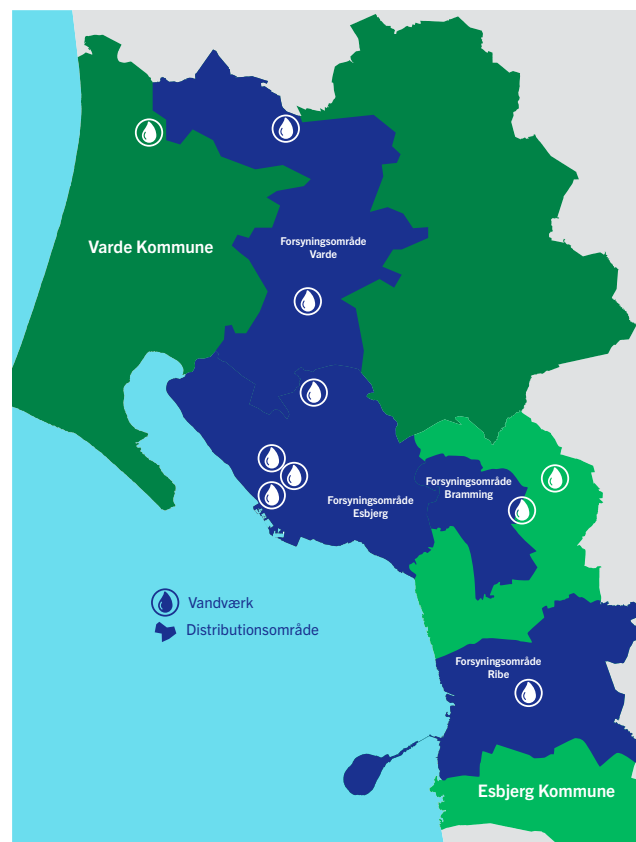 Varde Kommune
Forsyningsområde
Varde
Forsyningsområde
Esbjerg
Forsyningsområde
Bramming
Vandværk
Distributionsområde
Forsyningsområde
Ribe
Esbjerg Kommune